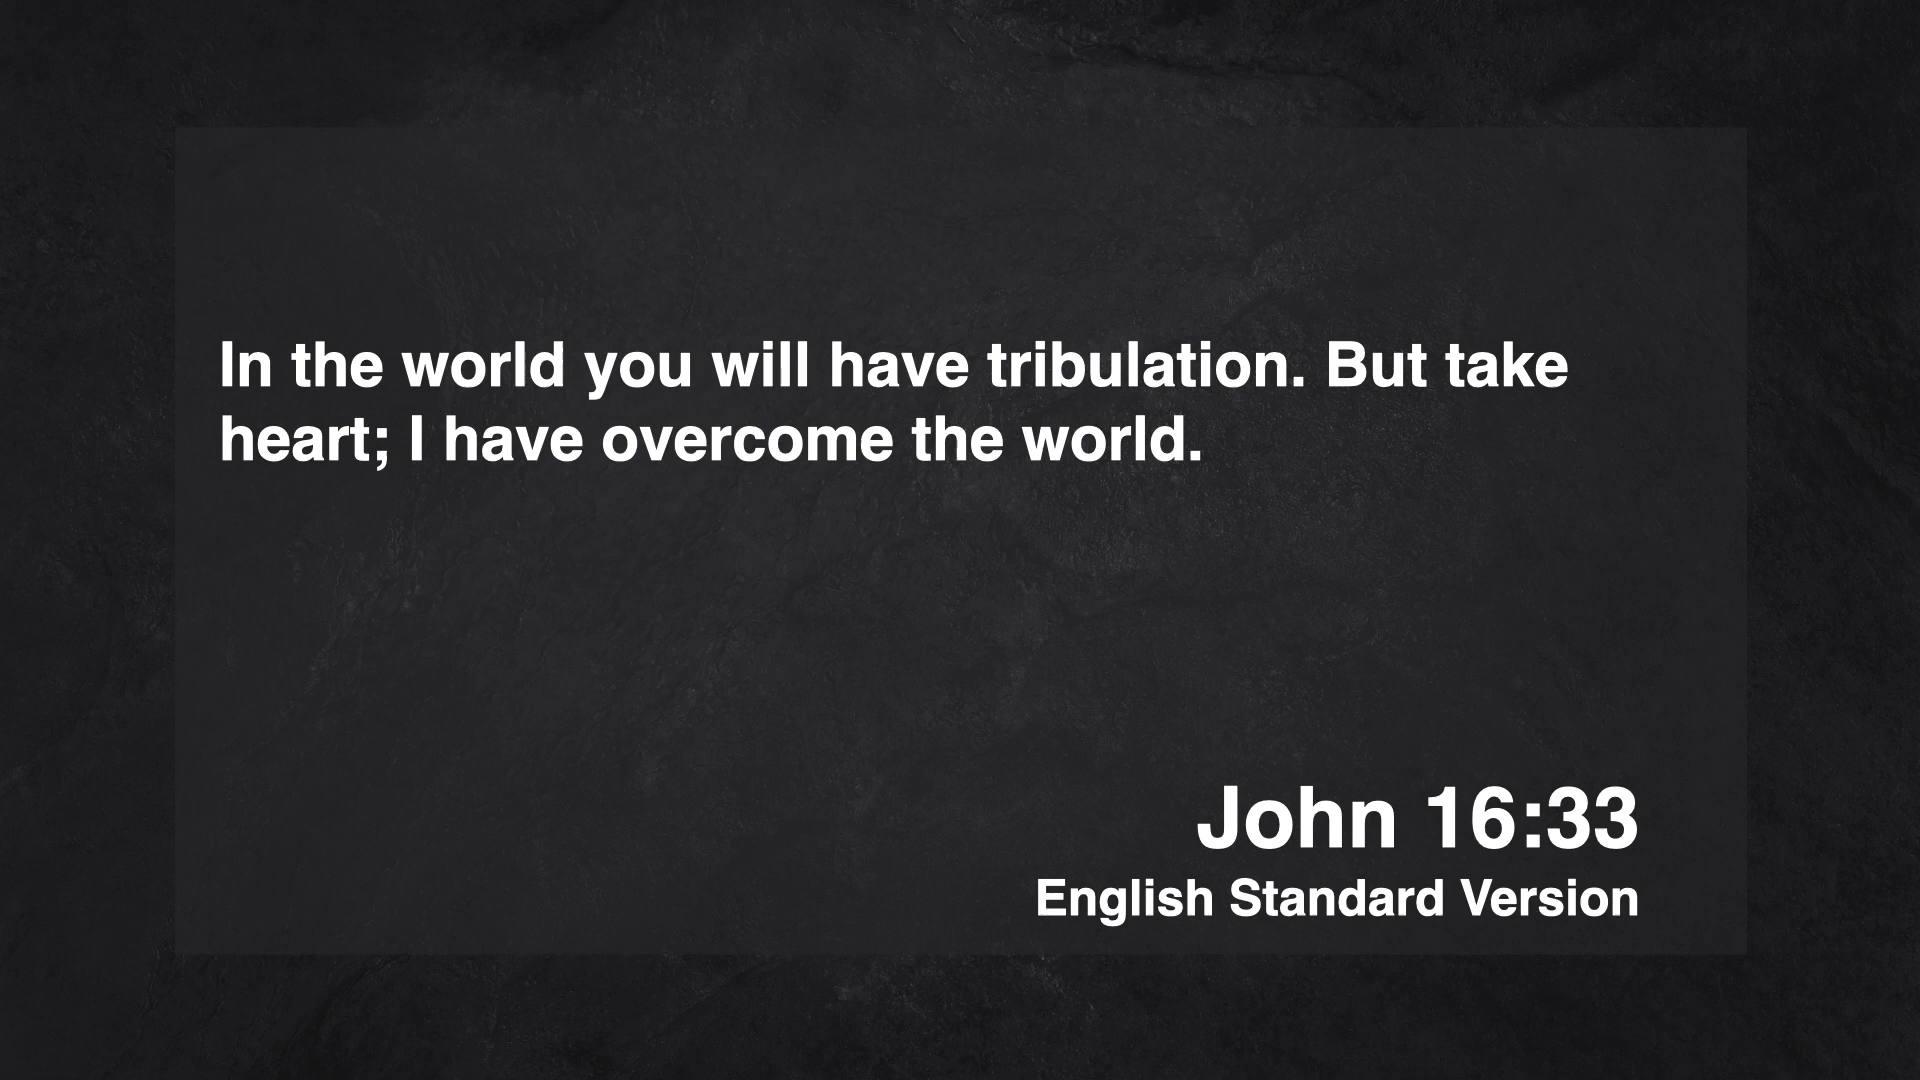 In the world you will have tribulation. But take
heart; I have overcome the world.
John 16:33
English Standard Version